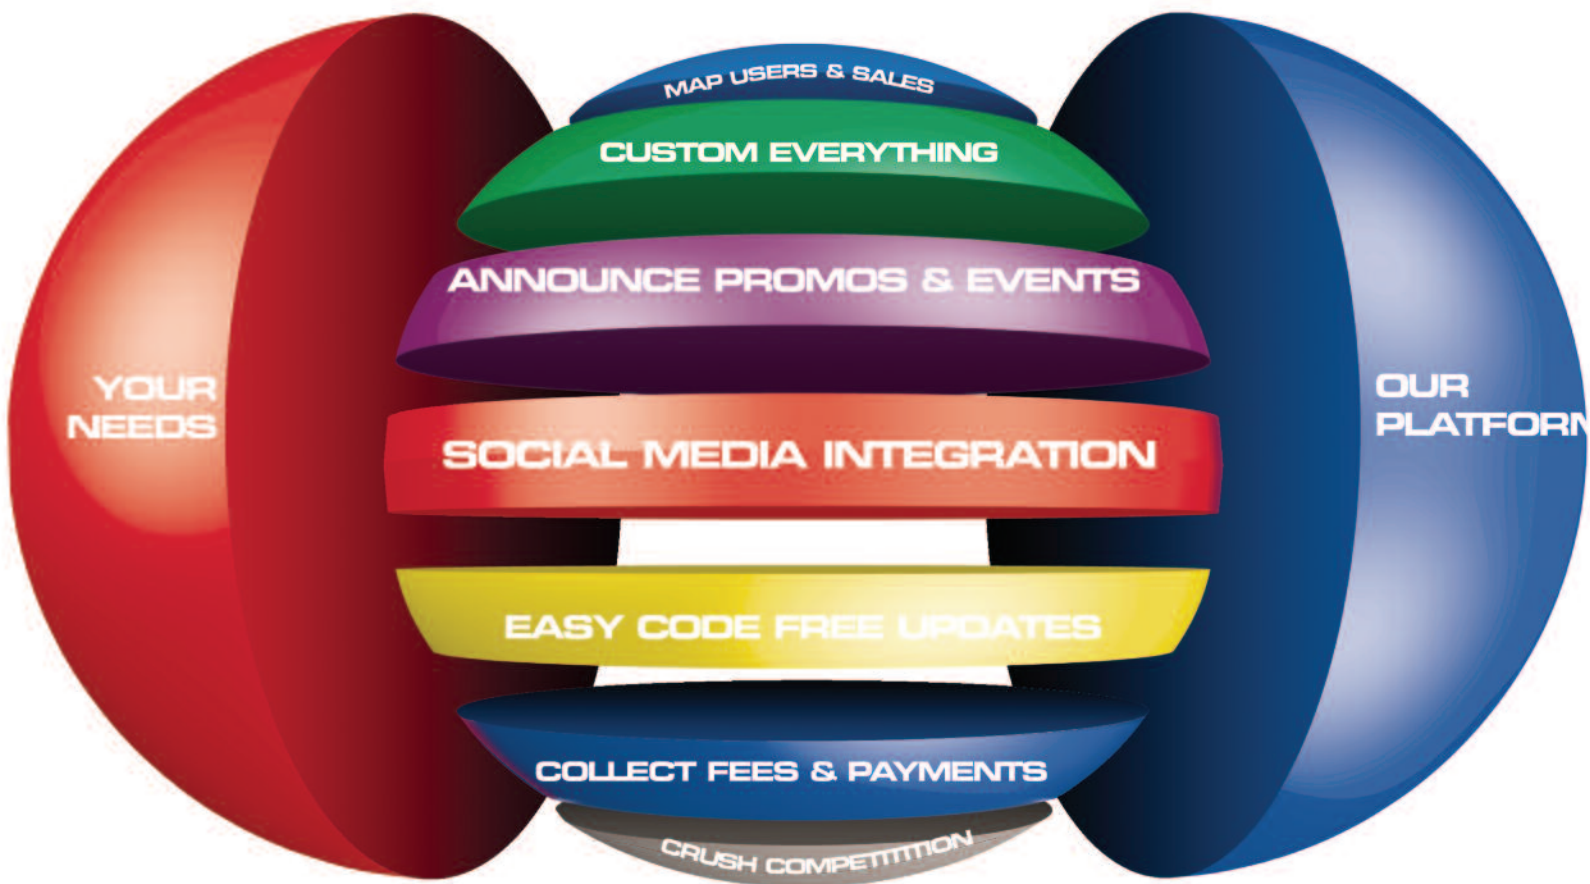 MAP USERS & SALES
CUSTOM EVERYTHING
ANNOUNCE PROMOS & EVENTS
YOUR
NEEDS
OUR
PLATFORM
SOCIAL MEDIA INTEGRATION
EASY CODE FREE UPDATES
COLLECT FEES & PAYMENTS
CRUSH COMPETITITION